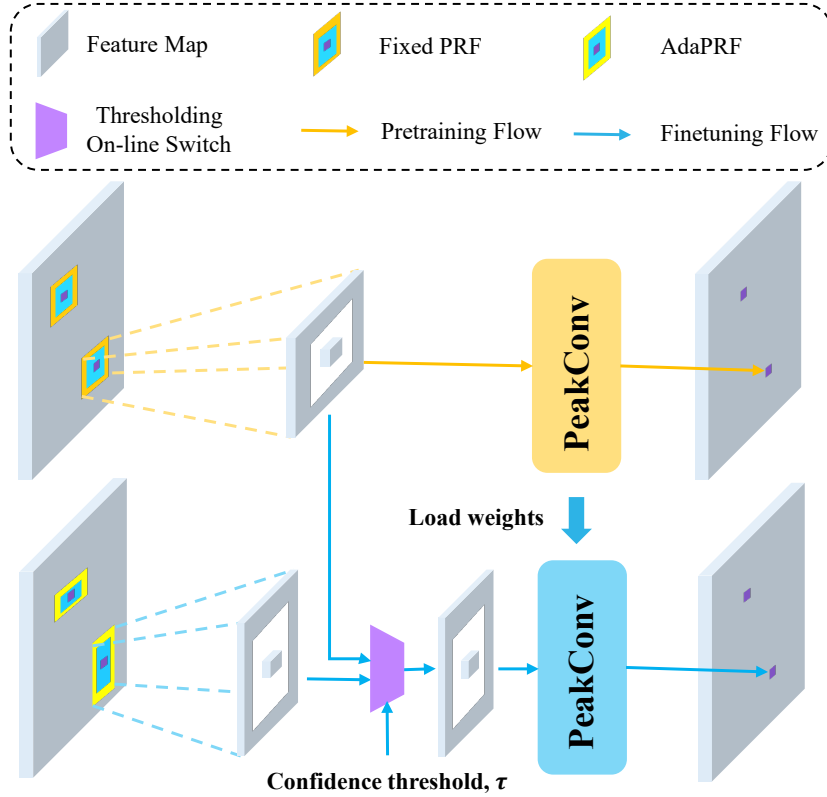 Feature Map
Fixed PRF
AdaPRF
Thresholding
On-line Switch
Pretraining Flow
Finetuning Flow
PeakConv
Load weights
PeakConv
Confidence threshold, τ